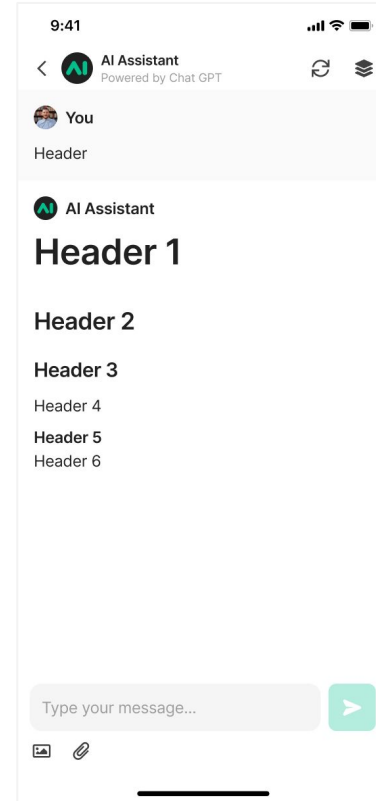 9:41
AI Assistant
Powered by Chat GPT
You
Header
AI Assistant
Header 1
Header 2
Header 3
Header 4
Header 5
Header 6
Type your message...